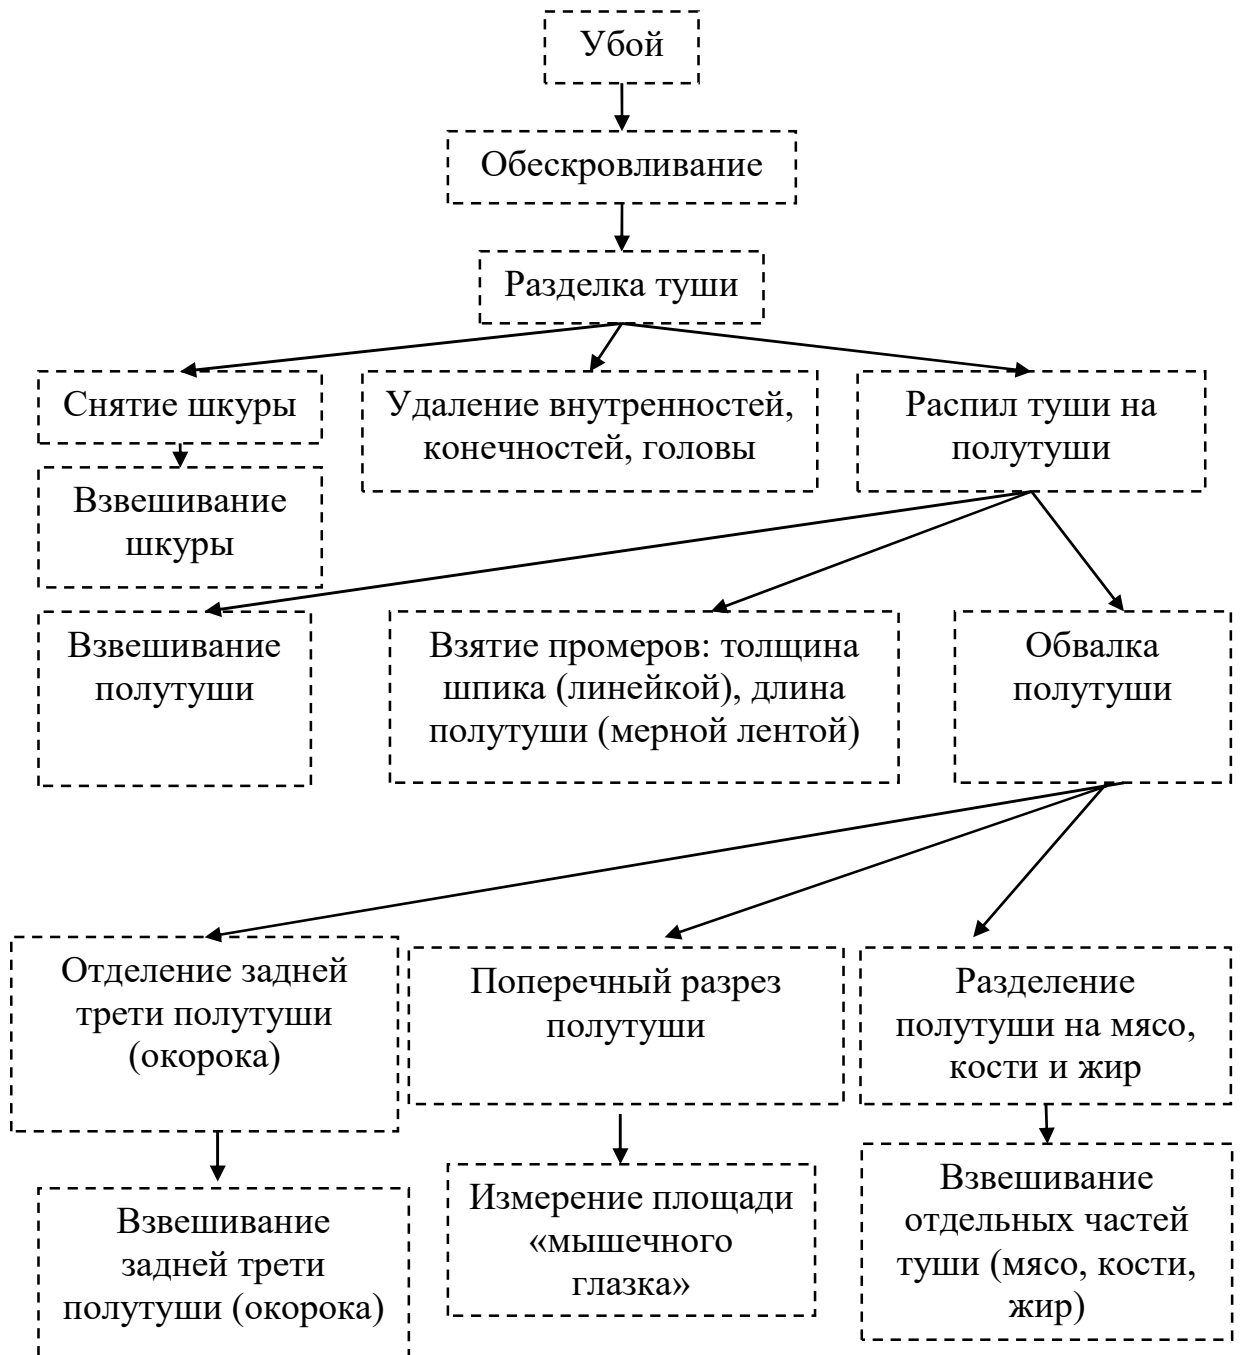 Убой
Обескровливание
Разделка туши
Снятие шкуры
Удаление внутренностей,
конечностей, головы
Распил туши на
полутуши
Взвешивание
шкуры
Взвешивание
полутуши
Взятие промеров: толщина
шпика (линейкой), длина
полутуши (мерной лентой)
Обвалка
полутуши
Отделение задней
трети полутуши
(окорока)
Поперечный разрез
полутуши
Разделение
полутуши на мясо,
кости и жир
Взвешивание
задней трети
полутуши (окорока)
Измерение площади
«мышечного
глазка»
Взвешивание
отдельных частей
туши (мясо, кости,
жир)